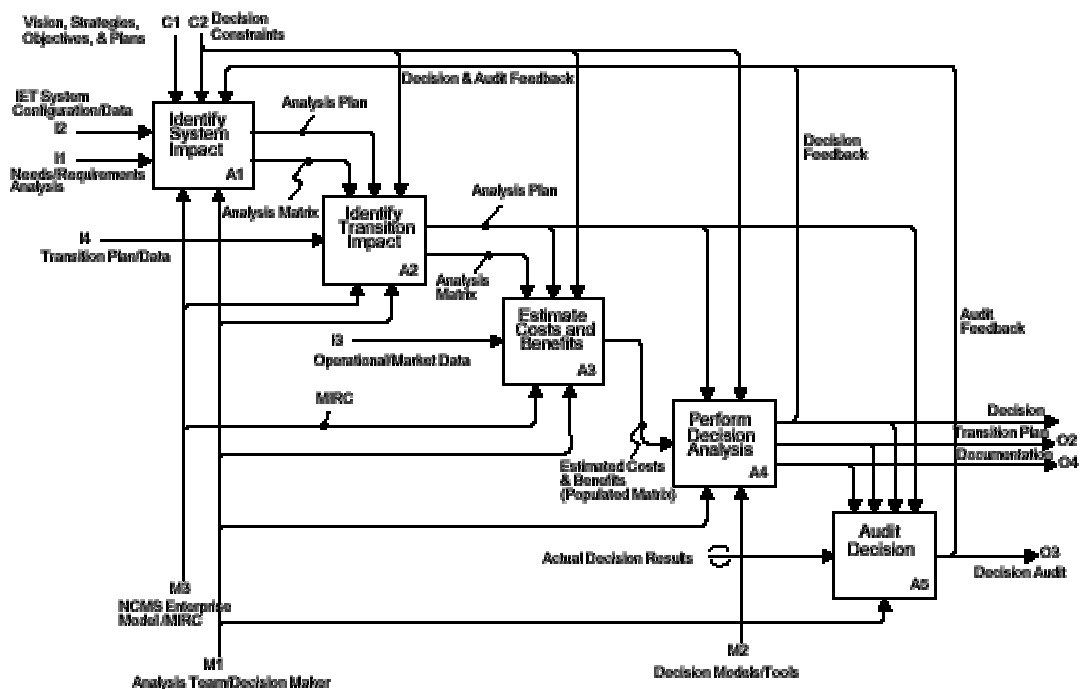 Vision, Strategies,
Objectives, & Plans
C1
C2
Decision
Constraints
IET System
Configuration/Data
I2
I1
Needs/Requirements
Analysis
Identify
System
Impact
A1
Analysis Plan
Decision & Audit Feedback
Decision
Feedback
Analysis Matrix
I4
Transition Plan/Data
Identify
Transition
Impact
A2
Analysis Plan
Analysis
Matrix
I3
Operational/Market Data
Estimate
Costs and
Benefits
A3
Audit
Feedback
MIRC
Estimated Costs
& Benefits
(Populated Matrix)
Perform
Decision
Analysis
A4
Decision
Transition Plan
O2
Documentation
O4
Actual Decision Results
Audit
Decision
A5
O3
Decision Audit
M3
NCMS Enterprise
Model /MIRC
M1
Analysis Team/Decision Maker
M2
Decision Models/Tools